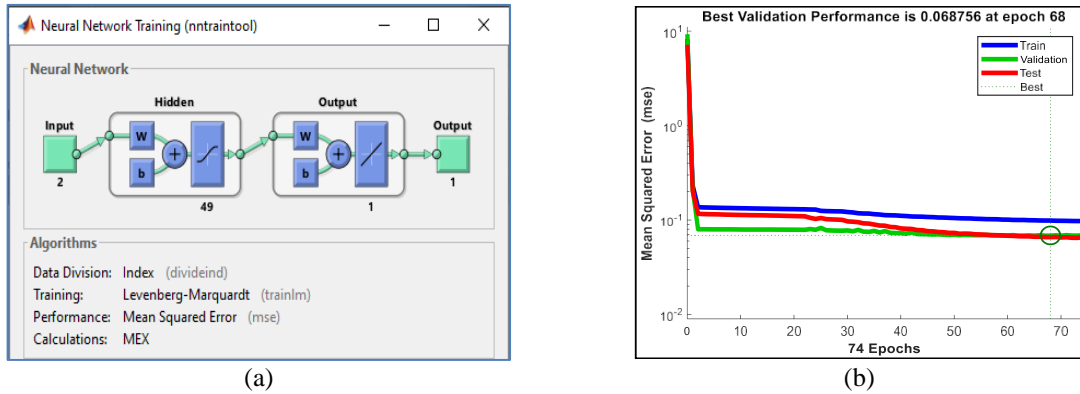 Neural Network Training (nntraintool)
Neural Network
Hidden
Output
Input
W
b
+
W
b
+
Output
2
49
1
1
Algorithms
Data Division: Index (divideind)
Training: Levenberg-Marquardt (trainlm)
Performance: Mean Squared Error (mse)
Calculations: MEX
(a)
Best Validation Performance is 0.068756 at epoch 68
Mean Squared Error (mse)
10^1
10^0
10^-1
10^-2
Train
Validation
Test
Best
0 10 20 30 40 50 60 70
74 Epochs
(b)